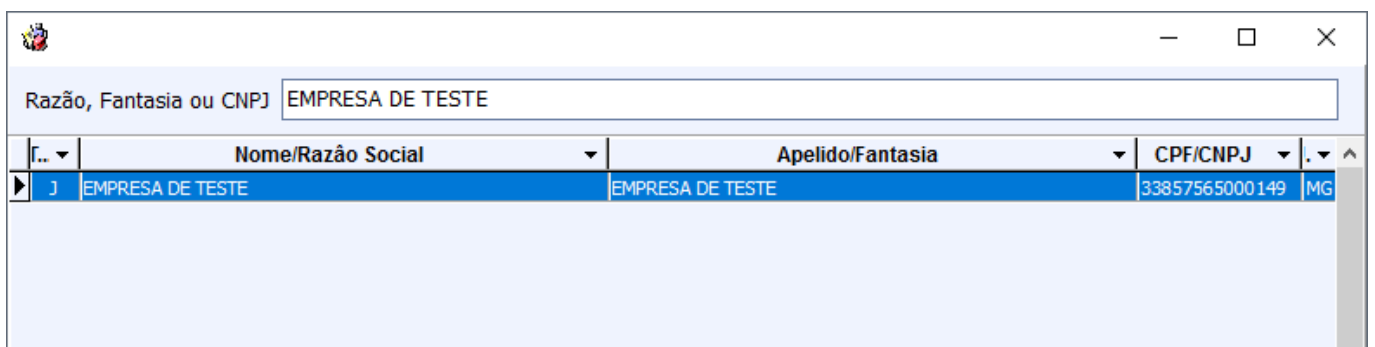 Razão, Fantasia ou CNPJ EMPRESA DE TESTE
T... Nome/Razâo Social Apelido/Fantasia CPF/CNPJ
J EMPRESA DE TESTE EMPRESA DE TESTE 33857565000149 MG